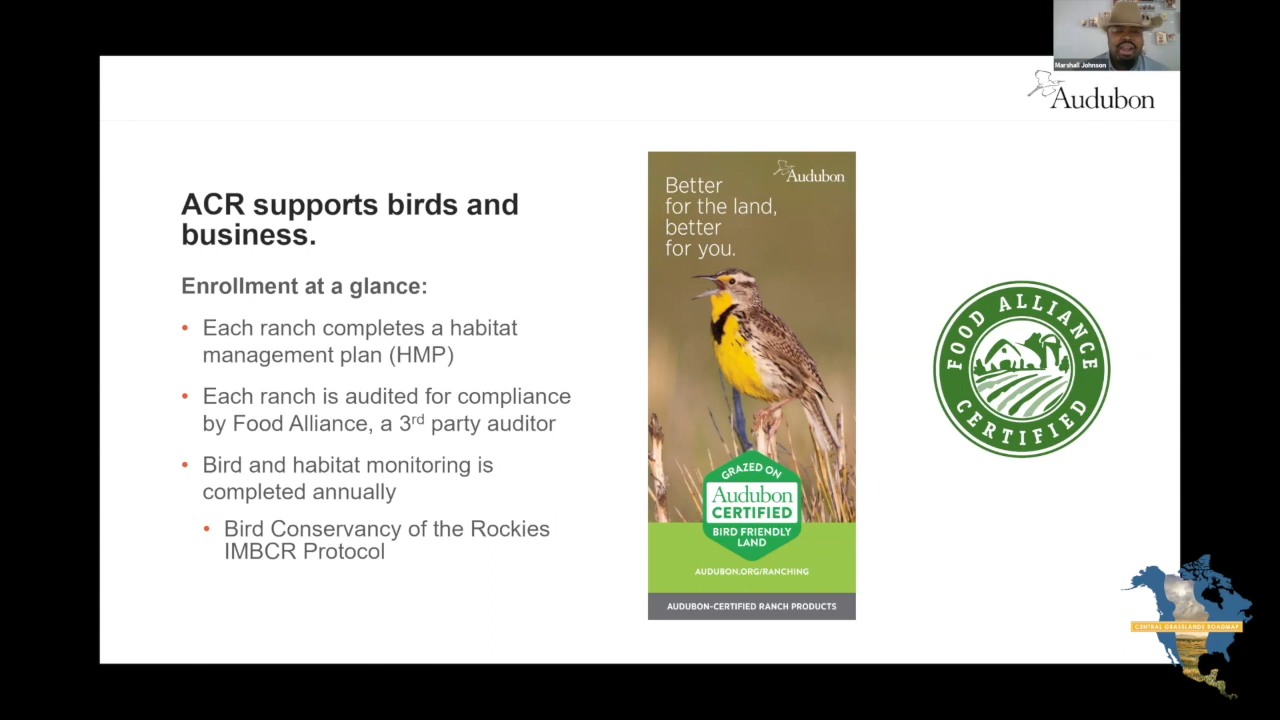 Marshall Johnson
Audubon
ACR supports birds and
business.
Enrollment at a glance:
• Each ranch completes a habitat
management plan (HMP)
• Each ranch is audited for compliance
by Food Alliance, a 3rd party auditor
• Bird and habitat monitoring is
completed annually
• Bird Conservancy of the Rockies
IMBCR Protocol
Audubon
Better
for the land,
better
for you.
GRAZED ON
Audubon
CERTIFIED
BIRD FRIENDLY
LAND
AUDUBON.ORG/RANCHING
AUDUBON-CERTIFIED RANCH PRODUCTS
FOOD ALLIANCE
CERTIFIED
CENTRAL GRASSLANDS ROADMAP